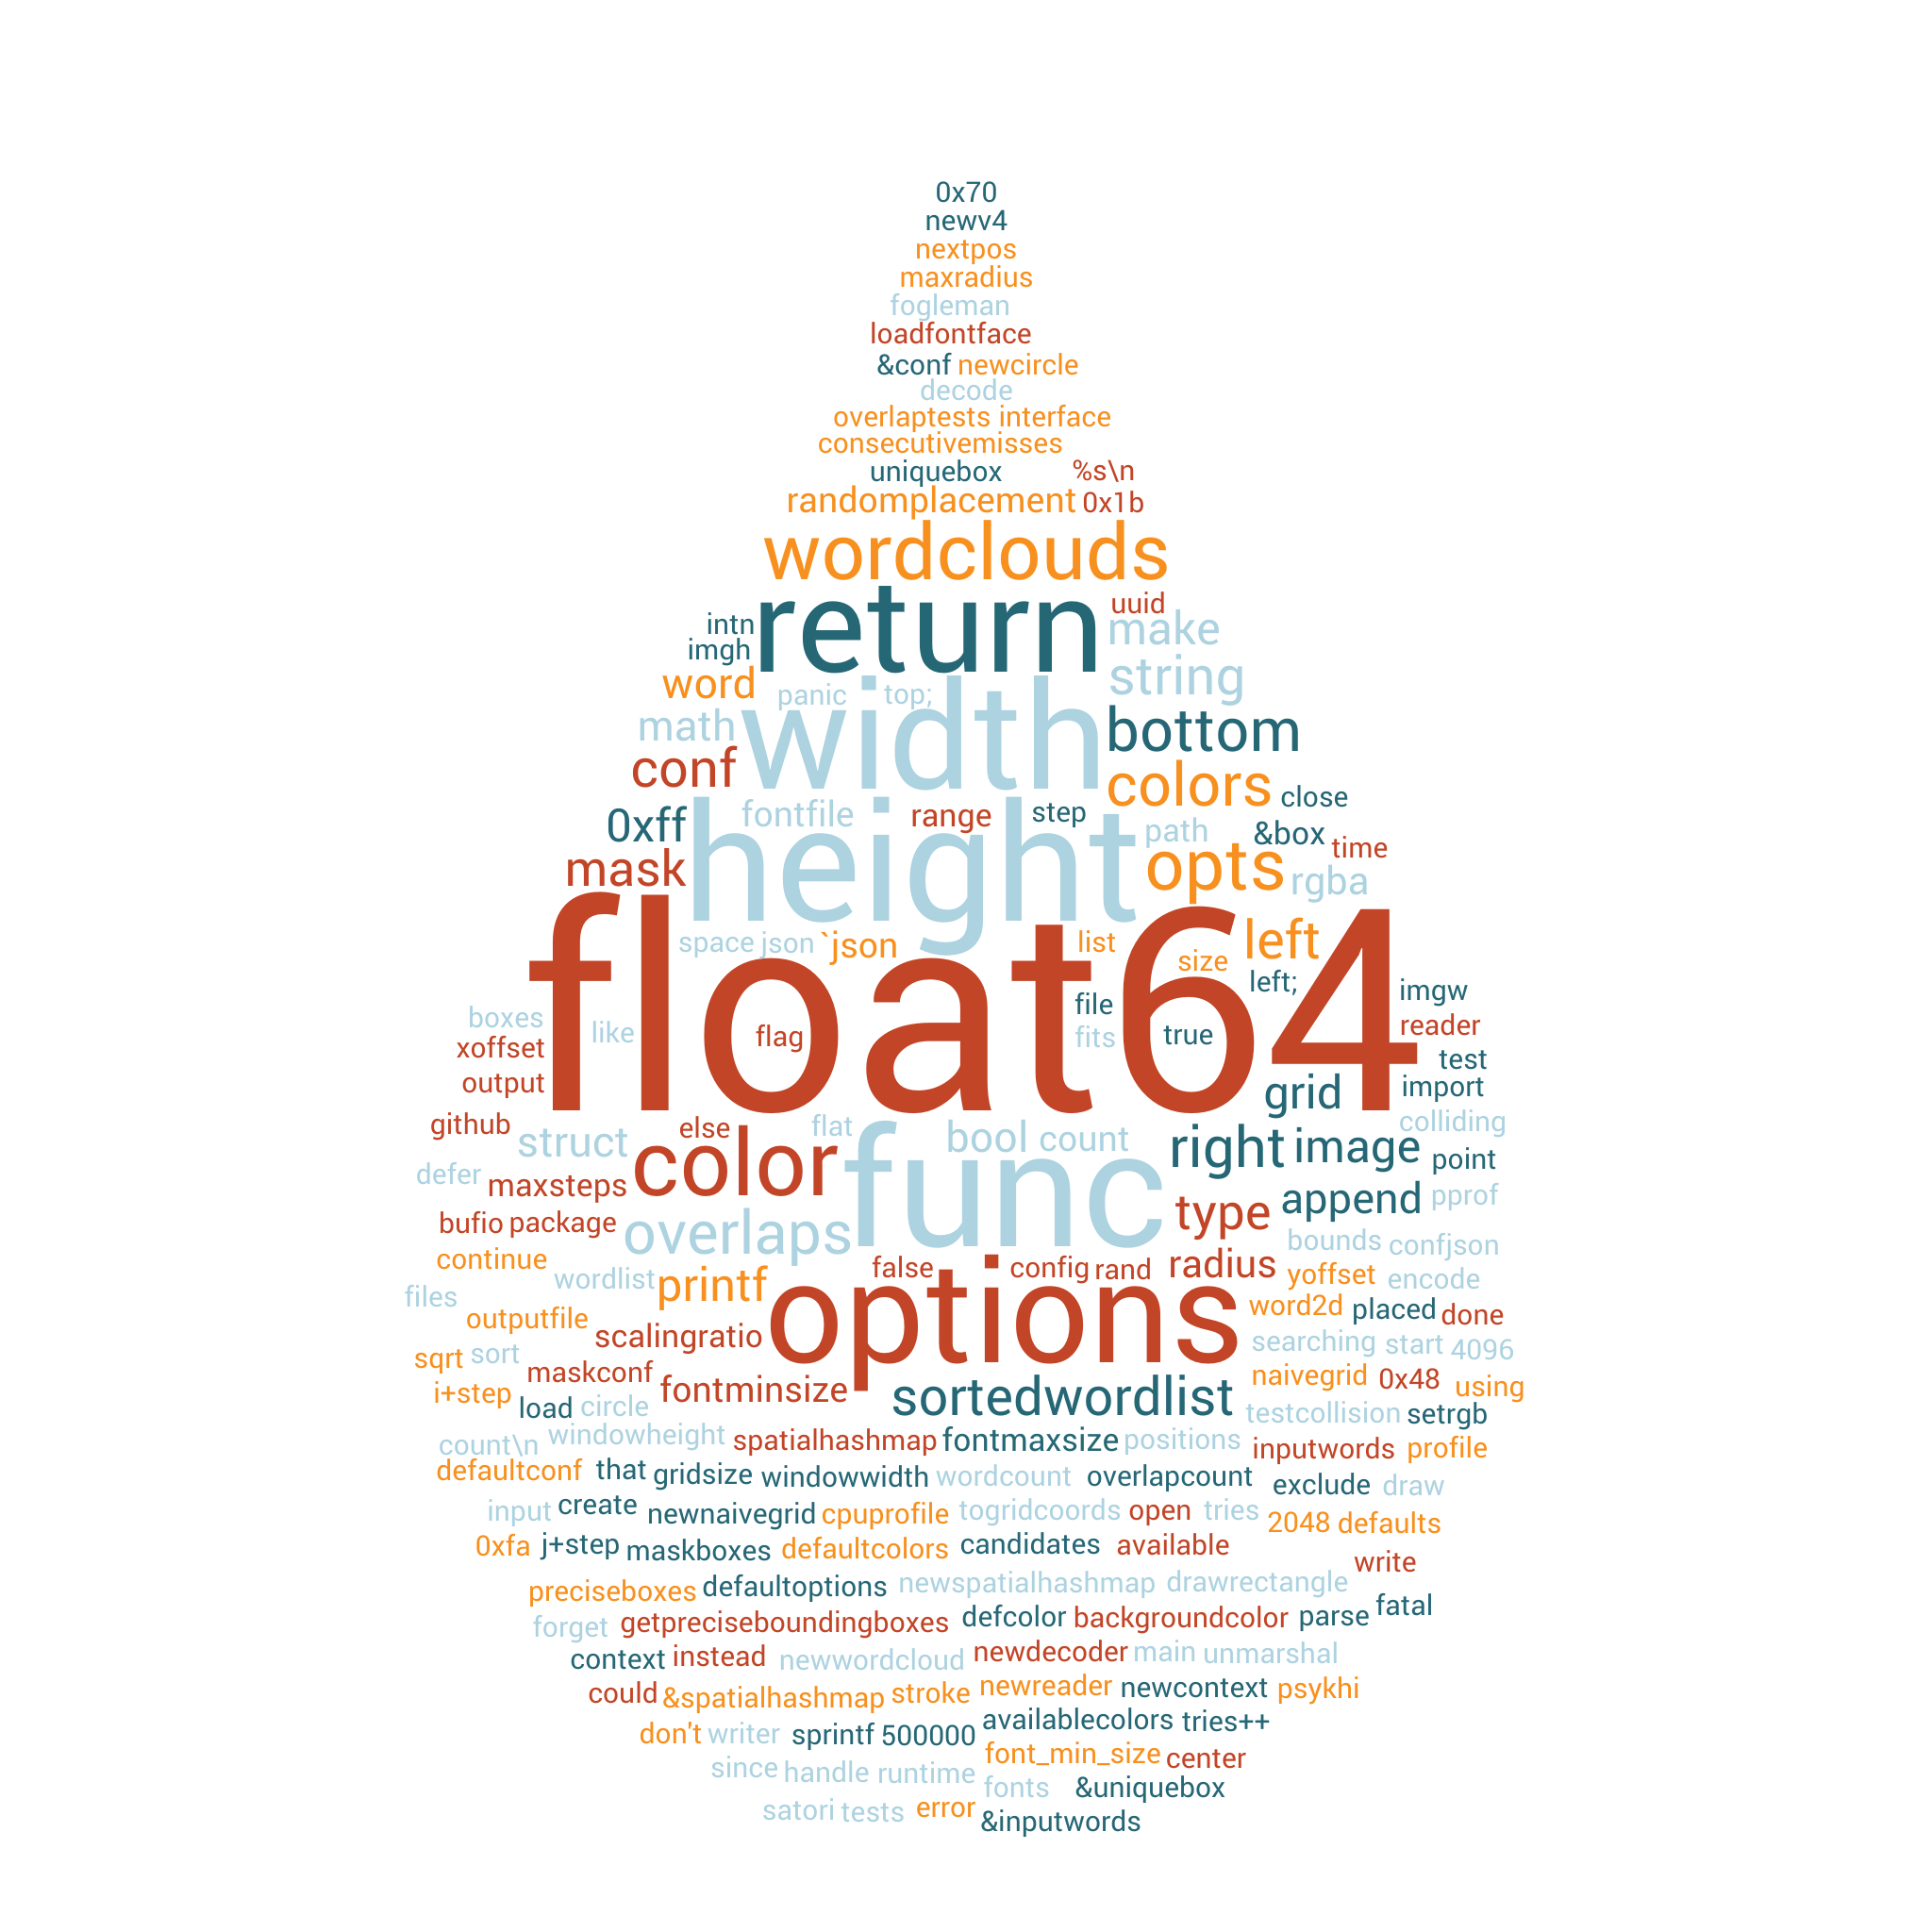 0x70
newv4
nextpos
maxradius
fogleman
loadfontface
&conf newcircle
decode
overlaptests interface
consecutivemisses
uniquebox %s\n
randomplacement 0x1b
wordclouds
return uuid
intn make
imgh
word panic top; string
math width bottom
conf colors close
0xff fontfile range step path &box
mask height opts time
rgba
space json `json list left
size
float64 left;
boxes like flag file true imgw
xoffset fits reader
output test
grid import
github else flat colliding
struct color func bool count right image point
defer maxsteps append pprof
bufio package overlaps type
continue bounds confjson
wordlist printf false config rand radius yoffset encode
files outputfile options word2d placed done
scalingratio searching start 4096
sqrt sort maskconf naivegrid 0x48 using
i+step fontminsize sortedwordlist
load circle testcollision setrgb
count\n windowheight spatialhashmap fontmaxsize positions inputwords profile
defaultconf that gridsize windowwidth wordcount overlapcount exclude draw
input create newnaivegrid cpuprofile togridcoords open tries 2048 defaults
0xfa j+step maskboxes defaultcolors candidates available
write
preciseboxes defaultoptions newspatialhashmap drawrectangle
forget getpreciseboundingboxes defcolor backgroundcolor parse fatal
context instead newwordcloud newdecoder main unmarshal
could &spatialhashmap stroke newreader newcontext psykhi
don't writer sprintf 500000 availablecolors tries++
since handle runtime font_min_size center
fonts &uniquebox
satori tests error &inputwords